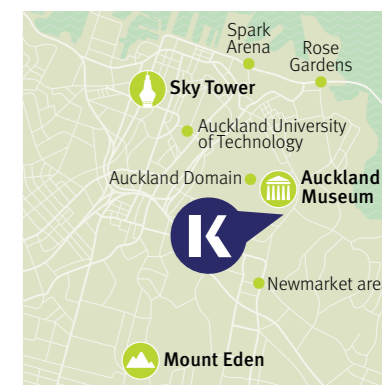 Spark
Arena
Rose
Gardens
Sky Tower
Auckland University
of Technology
Auckland Domain
Auckland
Museum
K
Newmarket are
Mount Eden